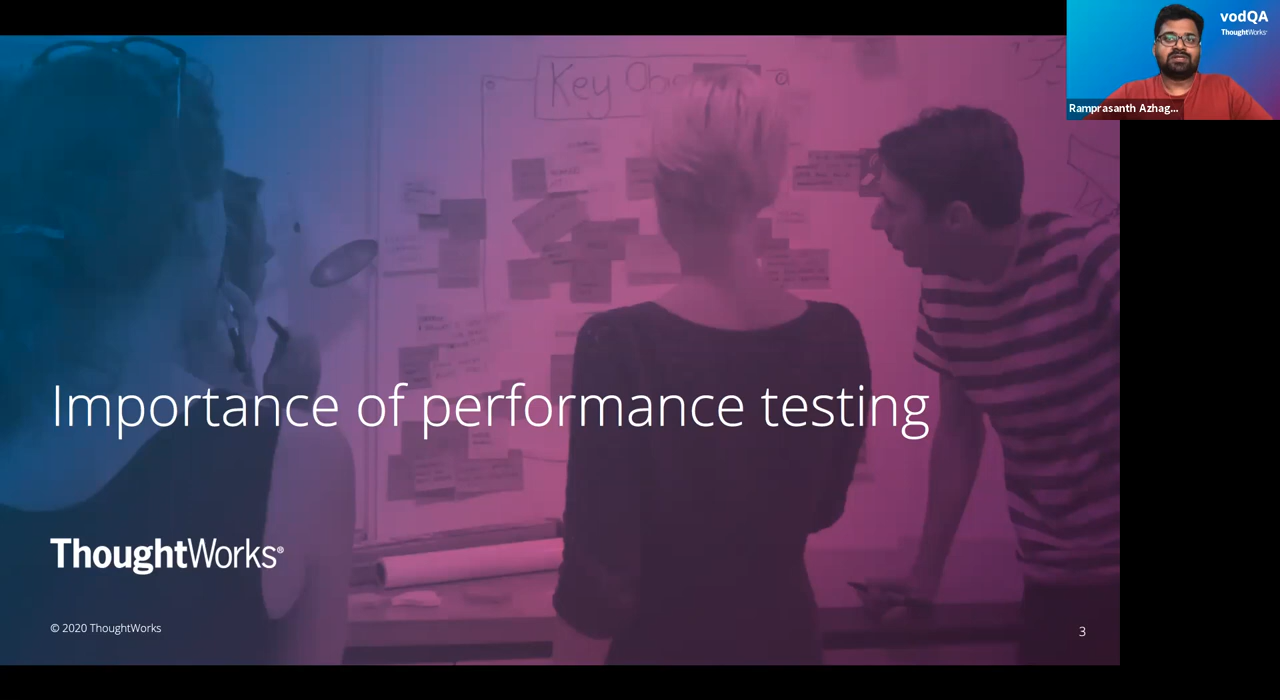 vodQA
ThoughtWorks
Ramprasanth Azhag...
Key
Importance of performance testing
ThoughtWorks®
© 2020 ThoughtWorks
3